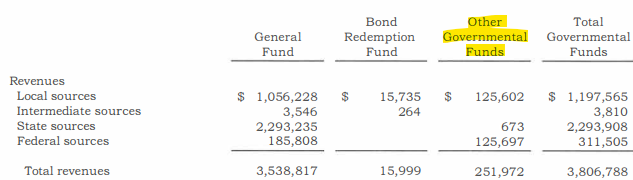 Bond Other Total
General Redemption Governmental Governmental
Fund Fund Funds Funds
Revenues
Local sources $ 1,056,228 $ 15,735 $ 125,602 $ 1,197,565
Intermediate sources 3,546 264 3,810
State sources 2,293,235 673 2,293,908
Federal sources 185,808 125,697 311,505
Total revenues 3,538,817 15,999 251,972 3,806,788